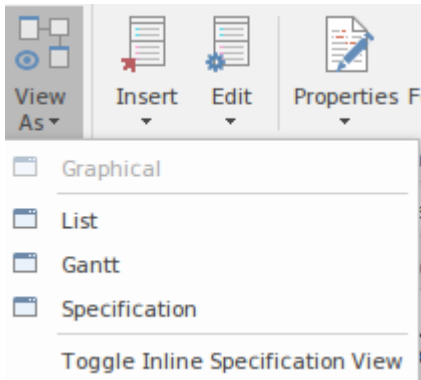 View As Insert Edit Properties F
Graphical
List
Gantt
Specification
Toggle Inline Specification View